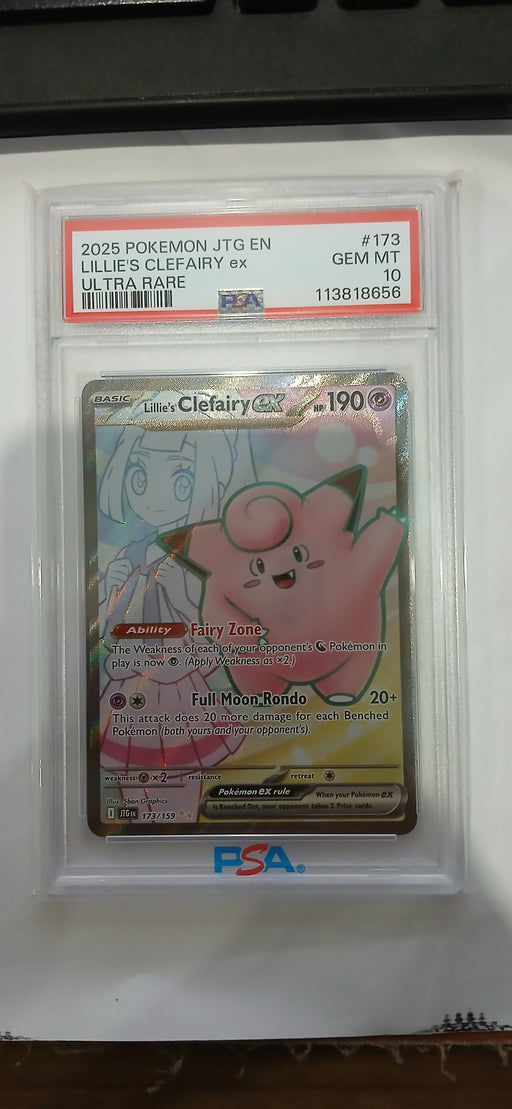 2025 POKEMON JTG EN #173
LILLIE'S CLEFAIRY ex GEM MT
ULTRA RARE 10
PSA 113818656
BASIC Lillie's Clefairy ex HP 190
Ability Fairy Zone
The Weakness of each of your opponent's Pokémon in
play is now . (Apply Weakness as ×2.)
Full Moon Rondo 20+
This attack does 20 more damage for each Benched
Pokémon (both yours and your opponent's).
weakness ×2 resistance retreat
Pokémon ex rule When your Pokémon ex
is Knocked Out, your opponent takes 2 Prize cards.
Illus. 5ban Graphics
I JTG EN 173/159
PSA®